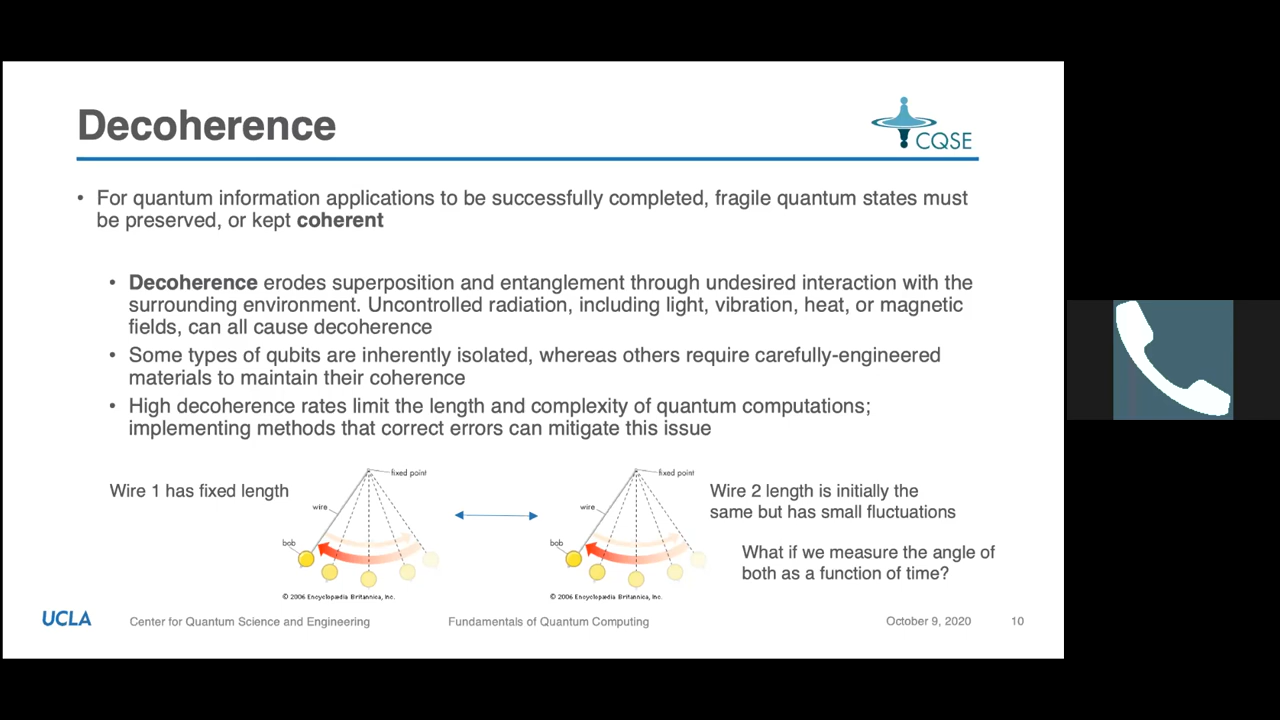 Decoherence
CQSE
• For quantum information applications to be successfully completed, fragile quantum states must
be preserved, or kept coherent
• Decoherence erodes superposition and entanglement through undesired interaction with the
surrounding environment. Uncontrolled radiation, including light, vibration, heat, or magnetic
fields, can all cause decoherence
• Some types of qubits are inherently isolated, whereas others require carefully-engineered
materials to maintain their coherence
• High decoherence rates limit the length and complexity of quantum computations;
implementing methods that correct errors can mitigate this issue
Wire 1 has fixed length
fixed point
wire
bob
© 2006 Encyclopædia Britannica, Inc.
fixed point
wire
bob
© 2006 Encyclopædia Britannica, Inc.
Wire 2 length is initially the
same but has small fluctuations
What if we measure the angle of
both as a function of time?
UCLA
Center for Quantum Science and Engineering
Fundamentals of Quantum Computing
October 9, 2020
10